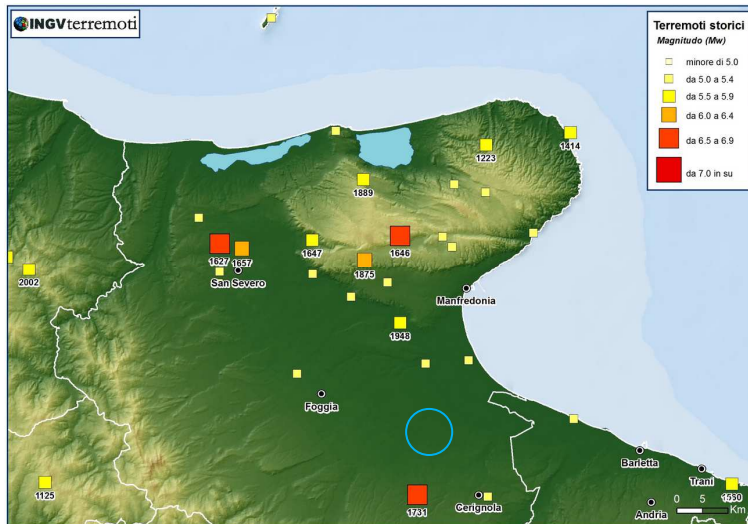 INGVterremoti
Terremoti storici
Magnitudo (Mw)
minore di 5.0
da 5.0 a 5.4
da 5.5 a 5.9
da 6.0 a 6.4
da 6.5 a 6.9
da 7.0 in su
1223
1414
1889
1627
1657
1647
1646
1875
2002
San Severo
Manfredonia
1948
Foggia
Barletta
Trani
1125
1731
Cerignola
1560
Andria
0 5
Km